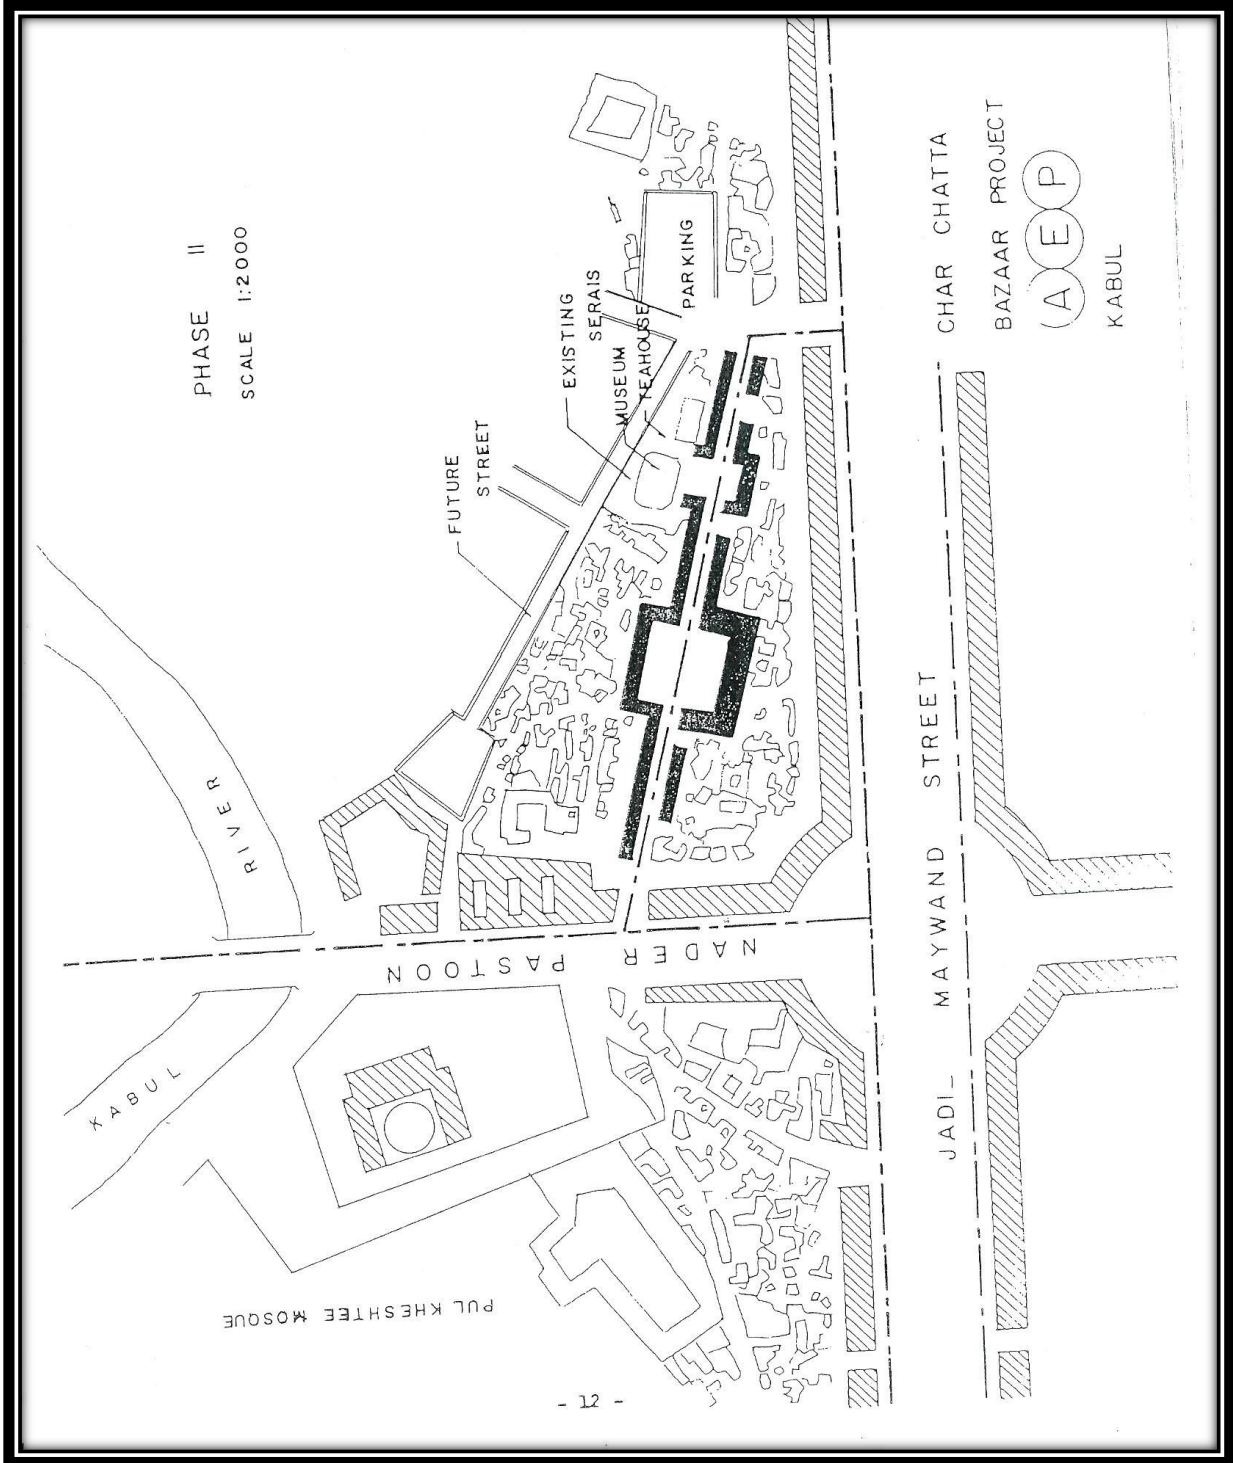 PHASE II
SCALE 1:2000
FUTURE
STREET
EXISTING
SERAIS
MUSEUM
TEAHOUSE
PARKING
CHAR CHATTA
BAZAAR PROJECT
AEP
KABUL
KABUL RIVER
NADER PASTOON
JADI_ MAYWAND STREET
PUL KHESHTEE MOSQUE
- 12 -